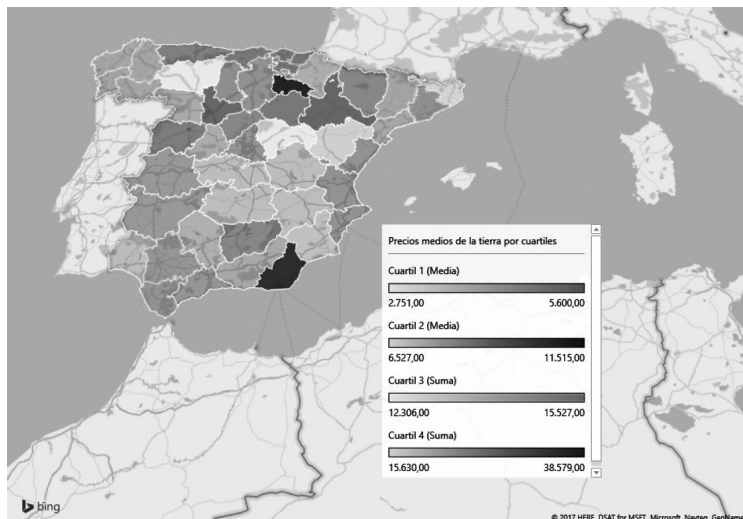 Precios medios de la tierra por cuartiles
Cuartil 1 (Media)
2.751,00 5.600,00
Cuartil 2 (Media)
6.527,00 11.515,00
Cuartil 3 (Suma)
12.306,00 15.527,00
Cuartil 4 (Suma)
15.630,00 38.579,00
bing
© 2017 HERE, DSAT for MSFT, Microsoft, Navteq, GeoName